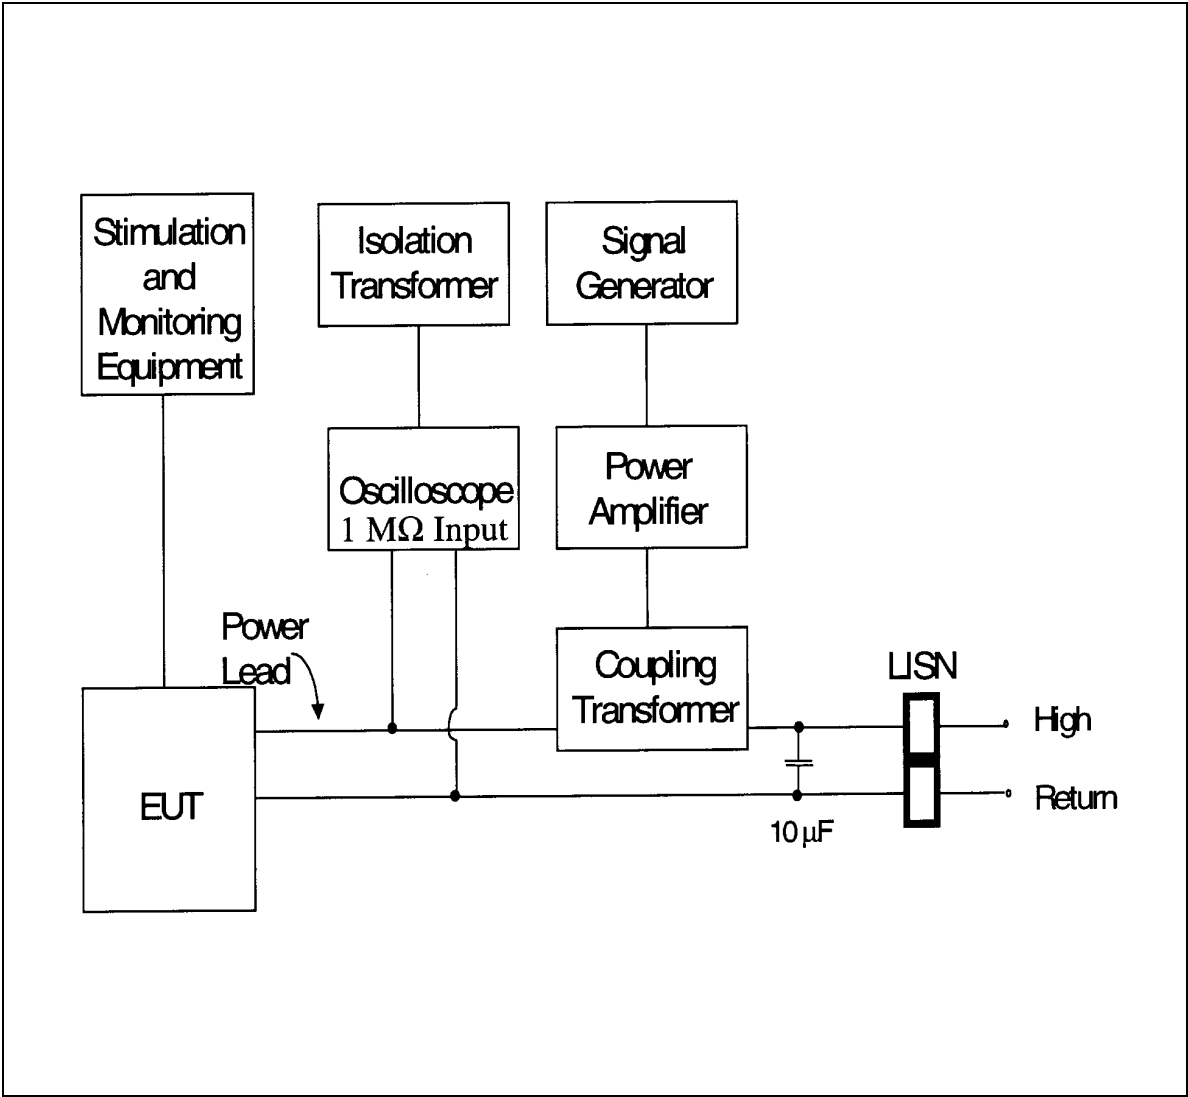 Stimulation
and
Monitoring
Equipment
Isolation
Transformer
Signal
Generator
Oscilloscope
1 MΩ Input
Power
Amplifier
Power
Lead
Coupling
Transformer
LISN
High
EUT
Return
10 µF